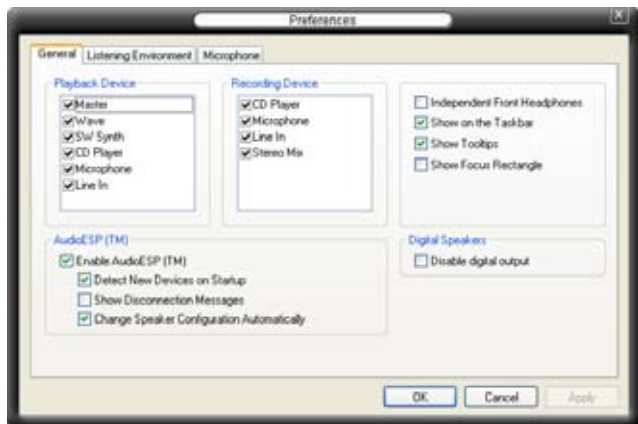 Preferences
X
General
Listening Environment
Microphone
Playback Device
Master
Wave
SW Synth
CD Player
Microphone
Line In
Recording Device
CD Player
Microphone
Line In
Stereo Mix
Independent Front Headphones
Show on the Taskbar
Show Tooltips
Show Focus Rectangle
AudioESP (TM)
Enable AudioESP (TM)
Detect New Devices on Startup
Show Disconnection Messages
Change Speaker Configuration Automatically
Digital Speakers
Disable digital output
OK
Cancel
Apply